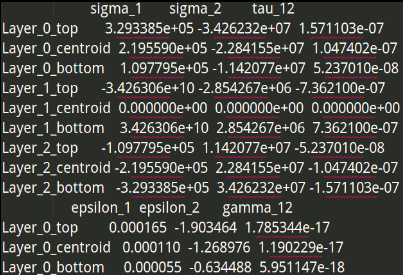 sigma_1 sigma_2 tau_12
Layer_0_top 3.293385e+05 -3.426232e+07 1.571103e-07
Layer_0_centroid 2.195590e+05 -2.284155e+07 1.047402e-07
Layer_0_bottom 1.097795e+05 -1.142077e+07 5.237010e-08
Layer_1_top -3.426306e+10 -2.854267e+06 -7.362100e-07
Layer_1_centroid 0.000000e+00 0.000000e+00 0.000000e+00
Layer_1_bottom 3.426306e+10 2.854267e+06 7.362100e-07
Layer_2_top -1.097795e+05 1.142077e+07 -5.237010e-08
Layer_2_centroid -2.195590e+05 2.284155e+07 -1.047402e-07
Layer_2_bottom -3.293385e+05 3.426232e+07 -1.571103e-07
epsilon_1 epsilon_2 gamma_12
Layer_0_top 0.000165 -1.903464 1.785344e-17
Layer_0_centroid 0.000110 -1.268976 1.190229e-17
Layer_0_bottom 0.000055 -0.634488 5.951147e-18